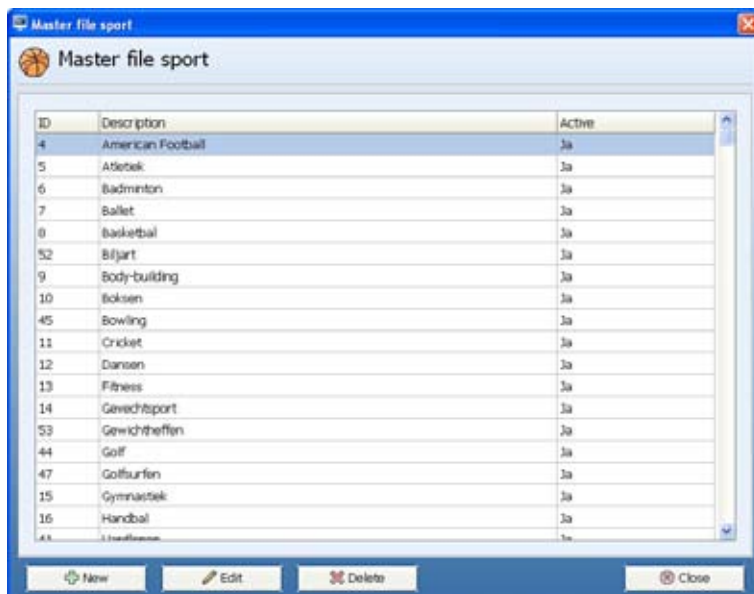 Master file sport
Master file sport
ID Description Active
4 American Football Ja
5 Atletiek Ja
6 Badminton Ja
7 Ballet Ja
8 Basketbal Ja
52 Biljart Ja
9 Body-building Ja
10 Boksen Ja
45 Bowling Ja
11 Cricket Ja
12 Dansen Ja
13 Fitness Ja
14 Gevechtsport Ja
53 Gewichtheffen Ja
44 Golf Ja
47 Golfsurfen Ja
15 Gymnastiek Ja
16 Handbal Ja
New Edit Delete Close